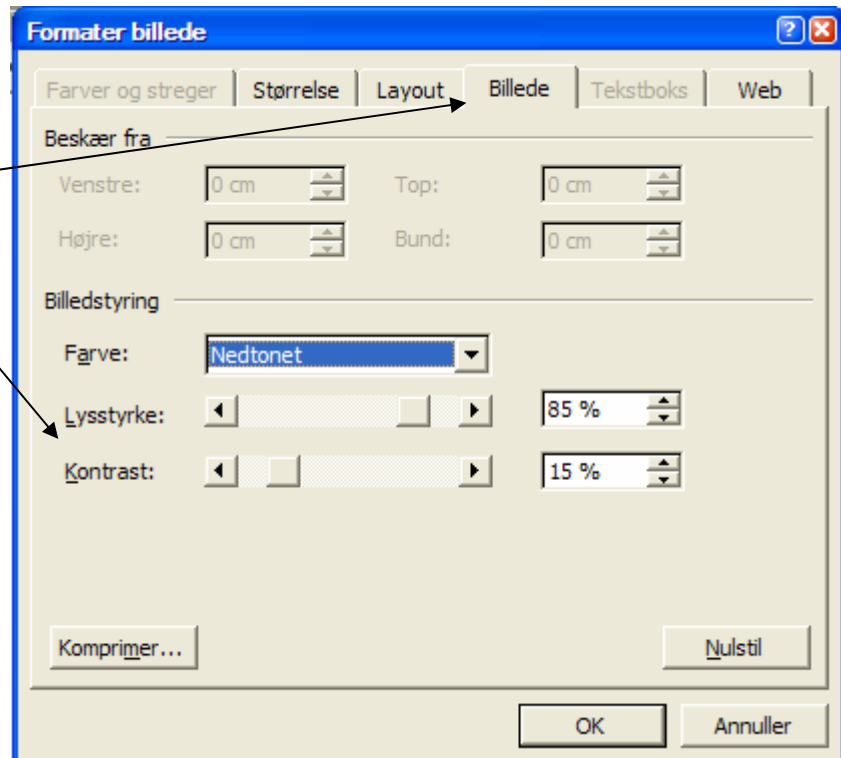 Formater billede
Farver og streger Størrelse Layout Billede Tekstboks Web
Beskær fra
Venstre: 0 cm Top: 0 cm
Højre: 0 cm Bund: 0 cm
Billedstyring
Farve: Nedtonet
Lysstyrke: 85 %
Kontrast: 15 %
Komprimer... Nulstil
OK Annuller